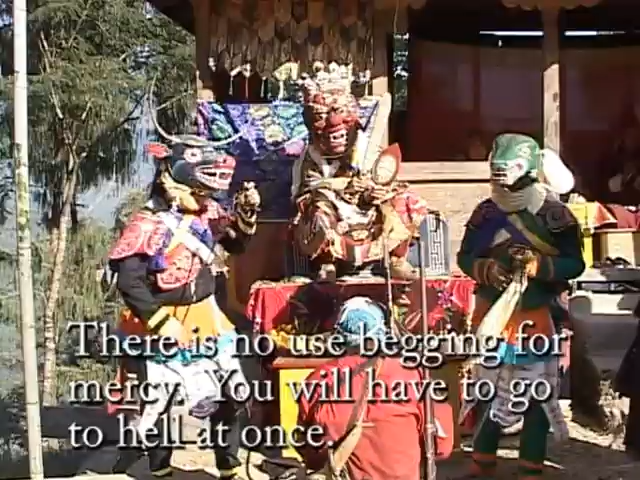 There is no use begging for
mercy. You will have to go
to hell at once.